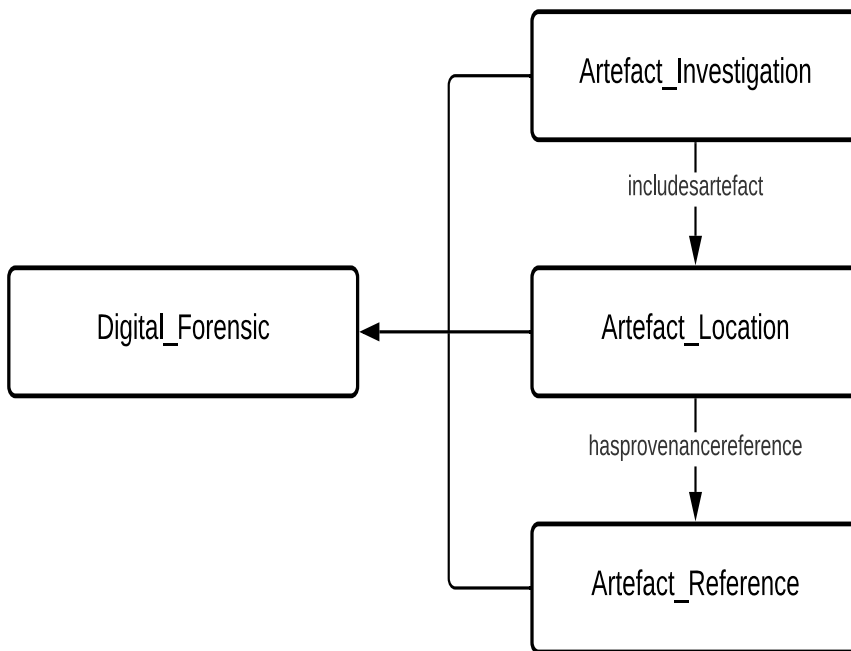 Artefact_Investigation
includesartefact
Digital_Forensic
Artefact_Location
hasprovenancereference
Artefact_Reference